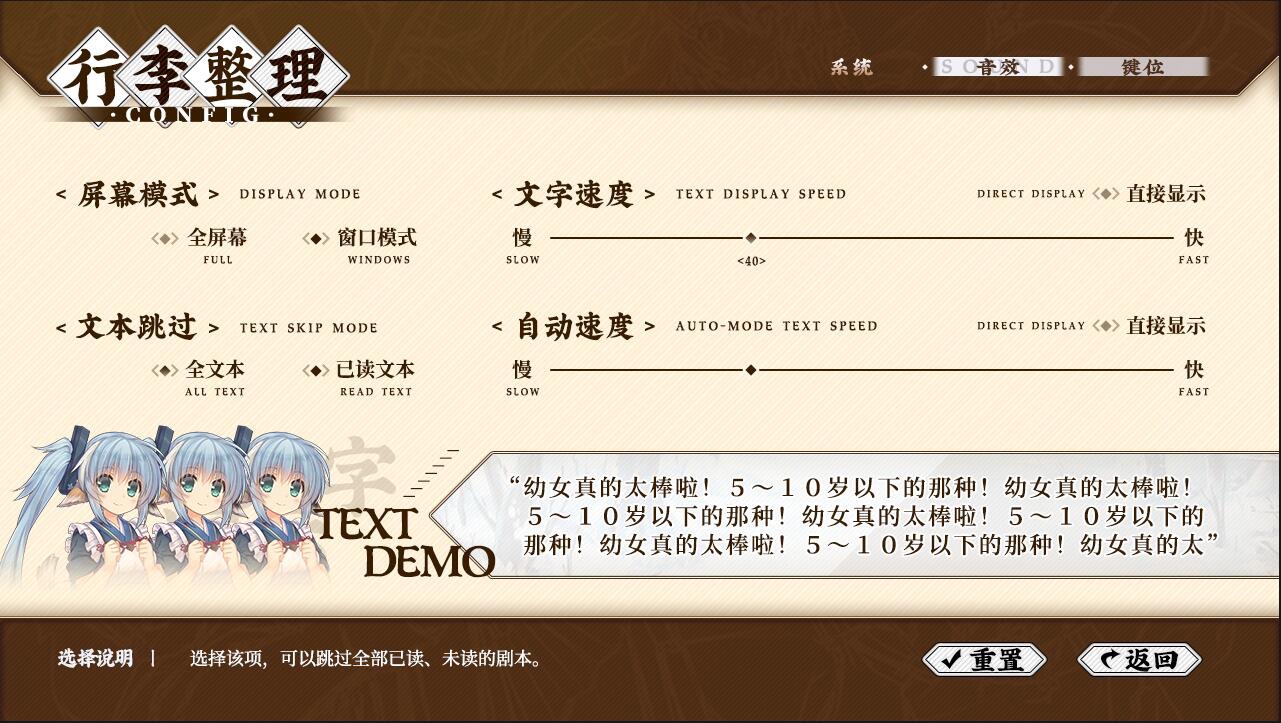 行李整理
·CONFIG·
系统
SOUND 音效
键位
< 屏幕模式 > DISPLAY MODE
全屏幕 窗口模式
FULL WINDOWS
< 文字速度 > TEXT DISPLAY SPEED DIRECT DISPLAY 直接显示
慢 快
SLOW <40> FAST
< 文本跳过 > TEXT SKIP MODE
全文本 已读文本
ALL TEXT READ TEXT
< 自动速度 > AUTO-MODE TEXT SPEED DIRECT DISPLAY 直接显示
慢 快
SLOW FAST
字
TEXT
DEMO
“幼女真的太棒啦！５～１０岁以下的那种！幼女真的太棒啦！
５～１０岁以下的那种！幼女真的太棒啦！５～１０岁以下的
那种！幼女真的太棒啦！５～１０岁以下的那种！幼女真的太”
选择说明 | 选择该项，可以跳过全部已读、未读的剧本。
重置
返回